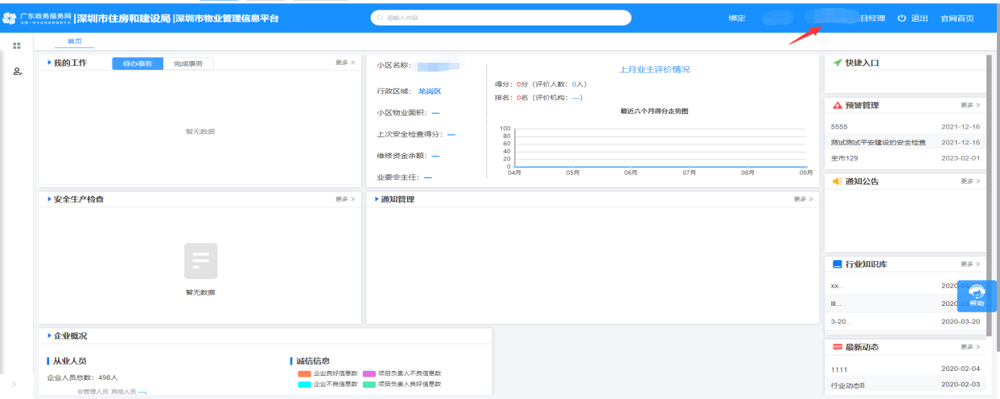 广东政务服务网 |深圳市住房和建设局 |深圳市物业管理信息平台
请输入内容
绑定
目经理
退出
官网首页
首页
我的工作
待办事务
完成事务
更多 »
暂无数据
小区名称：
行政区域： 龙岗区
小区物业面积： —
上次安全检查得分： —
维修资金余额： —
业委会主任： —
上月业主评价情况
得分：0分（评价人数：0人）
排名：0名（评价机构：—）
最近六个月得分走势图
100
80
60
40
20
0
04月 05月 06月 07月 08月 09月
安全生产检查
更多 »
暂无数据
通知管理
更多 »
企业概况
从业人员
企业人员总数：498人
非管理人员 其他人员
诚信信息
企业良好信息数 项目负责人不良信息数
企业不良信息数 项目负责人良好信息数
快捷入口
预警管理
更多 »
5555 2021-12-16
测试测试平安建设的安全检查 2021-12-16
全市129 2023-02-01
通知公告
更多 »
行业知识库
更多 »
xx... 2020-0
lll... 2020
3-20... 2020-03-20
帮助
最新动态
更多 »
1111 2020-02-04
行业动态B 2020-02-03